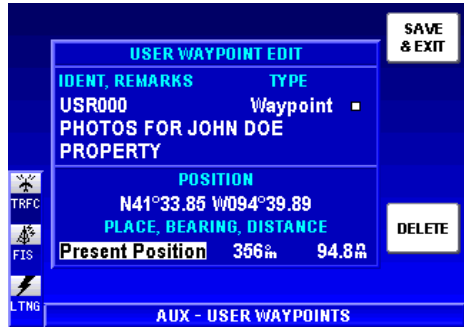 SAVE
& EXIT
USER WAYPOINT EDIT
IDENT, REMARKS TYPE
USR000 Waypoint
PHOTOS FOR JOHN DOE
PROPERTY
POSITION
N41°33.85 W094°39.89
PLACE, BEARING, DISTANCE
Present Position 356°m 94.8nm
DELETE
TRFC
FIS
LTNG
AUX - USER WAYPOINTS